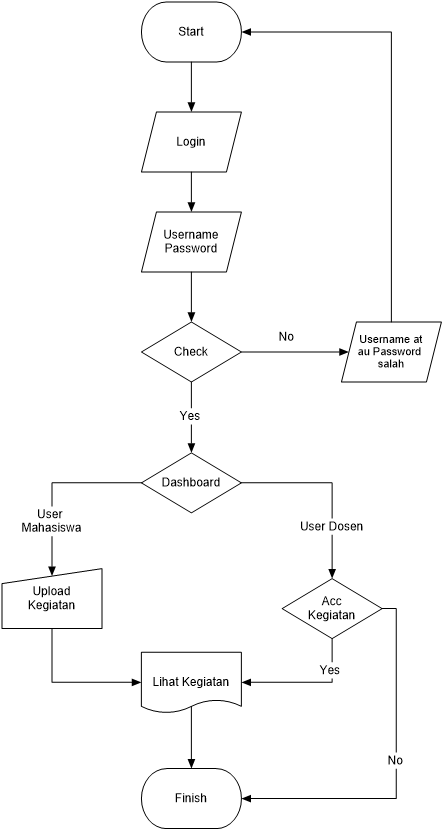 Start
Login
Username
Password
Check
No
Username at
au Password
salah
Yes
Dashboard
User
Mahasiswa
User Dosen
Upload
Kegiatan
Acc
Kegiatan
Lihat Kegiatan
Yes
No
Finish